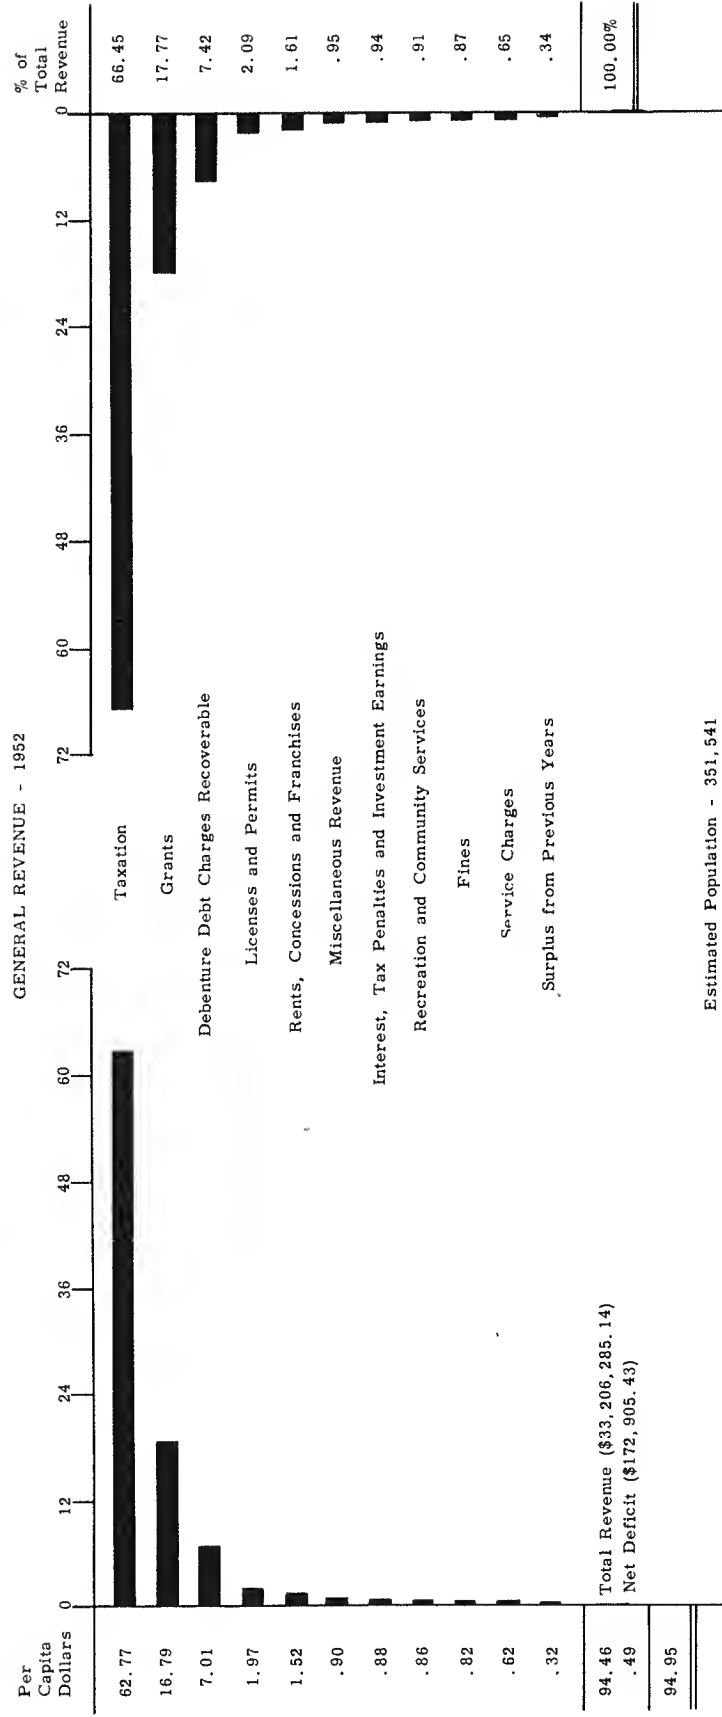 GENERAL REVENUE - 1952
Per
Capita
Dollars
0 12 24 36 48 60 72
72 60 48 36 24 12 0
% of
Total
Revenue
62.77 Taxation 66.45
16.79 Grants 17.77
7.01 Debenture Debt Charges Recoverable 7.42
1.97 Licenses and Permits 2.09
1.52 Rents, Concessions and Franchises 1.61
.90 Miscellaneous Revenue .95
.88 Interest, Tax Penalties and Investment Earnings .94
.86 Recreation and Community Services .91
.82 Fines .87
.62 Service Charges .65
.32 Surplus from Previous Years .34
94.46 Total Revenue ($33,206,285.14) 100.00%
.49 Net Deficit ($172,905.43)
94.95
Estimated Population - 351,541